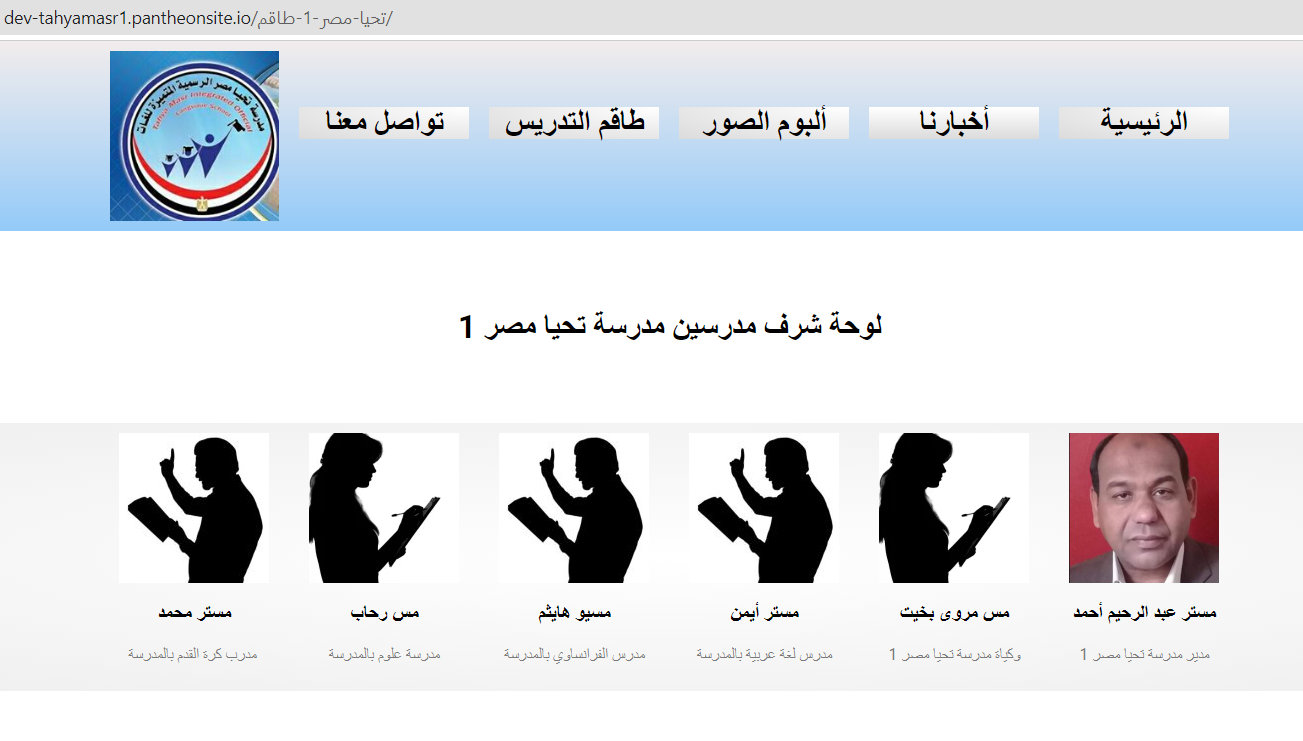 dev-tahyamasr1.pantheonsite.io/تحيا-مصر-1-طاقم/
مدرسة تحيا مصر الرسمية المتميزة للغات
Tahya Masr Integrated Official
Language School
الرئيسية أخبارنا ألبوم الصور طاقم التدريس تواصل معنا
لوحة شرف مدرسين مدرسة تحيا مصر 1
مستر عبد الرحيم أحمد
مدير مدرسة تحيا مصر 1
مس مروى بخيت
وكياة مدرسة تحيا مصر 1
مستر أيمن
مدرس لغة عربية بالمدرسة
مسيو هايثم
مدرس الفرانساوي بالمدرسة
مس رحاب
مدرسة علوم بالمدرسة
مستر محمد
مدرب كرة القدم بالمدرسة